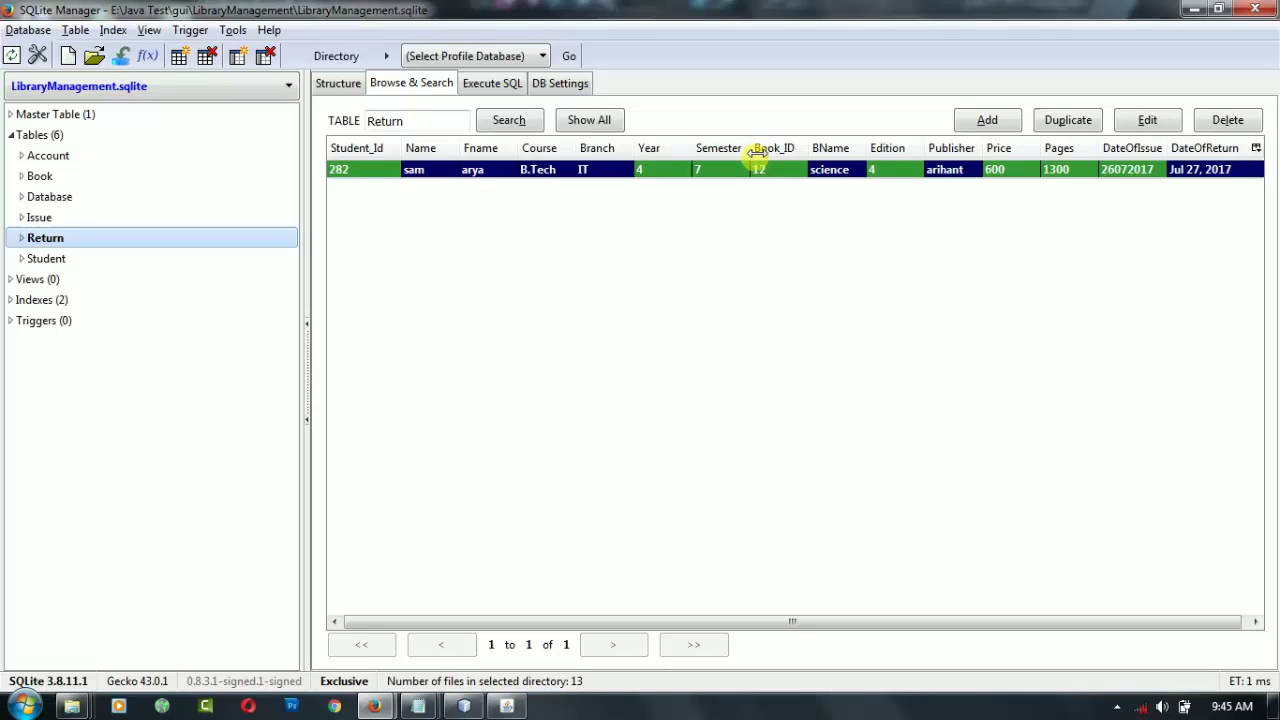 SQLite Manager - E:\Java Test\gui\LibraryManagement\LibraryManagement.sqlite
Database Table Index View Trigger Tools Help
f(x) Directory (Select Profile Database) Go
LibraryManagement.sqlite
Master Table (1)
Tables (6)
Account
Book
Database
Issue
Return
Student
Views (0)
Indexes (2)
Triggers (0)
Structure Browse & Search Execute SQL DB Settings
TABLE Return Search Show All Add Duplicate Edit Delete
Student_Id Name Fname Course Branch Year Semester Book_ID BName Edition Publisher Price Pages DateOfIssue DateOfReturn
282 sam arya B.Tech IT 4 7 12 science 4 arihant 600 1300 26072017 Jul 27, 2017
<< < 1 to 1 of 1 > >>
SQLite 3.8.11.1 Gecko 43.0.1 0.8.3.1-signed.1-signed Exclusive Number of files in selected directory: 13 ET: 1 ms
Ps 9:45 AM